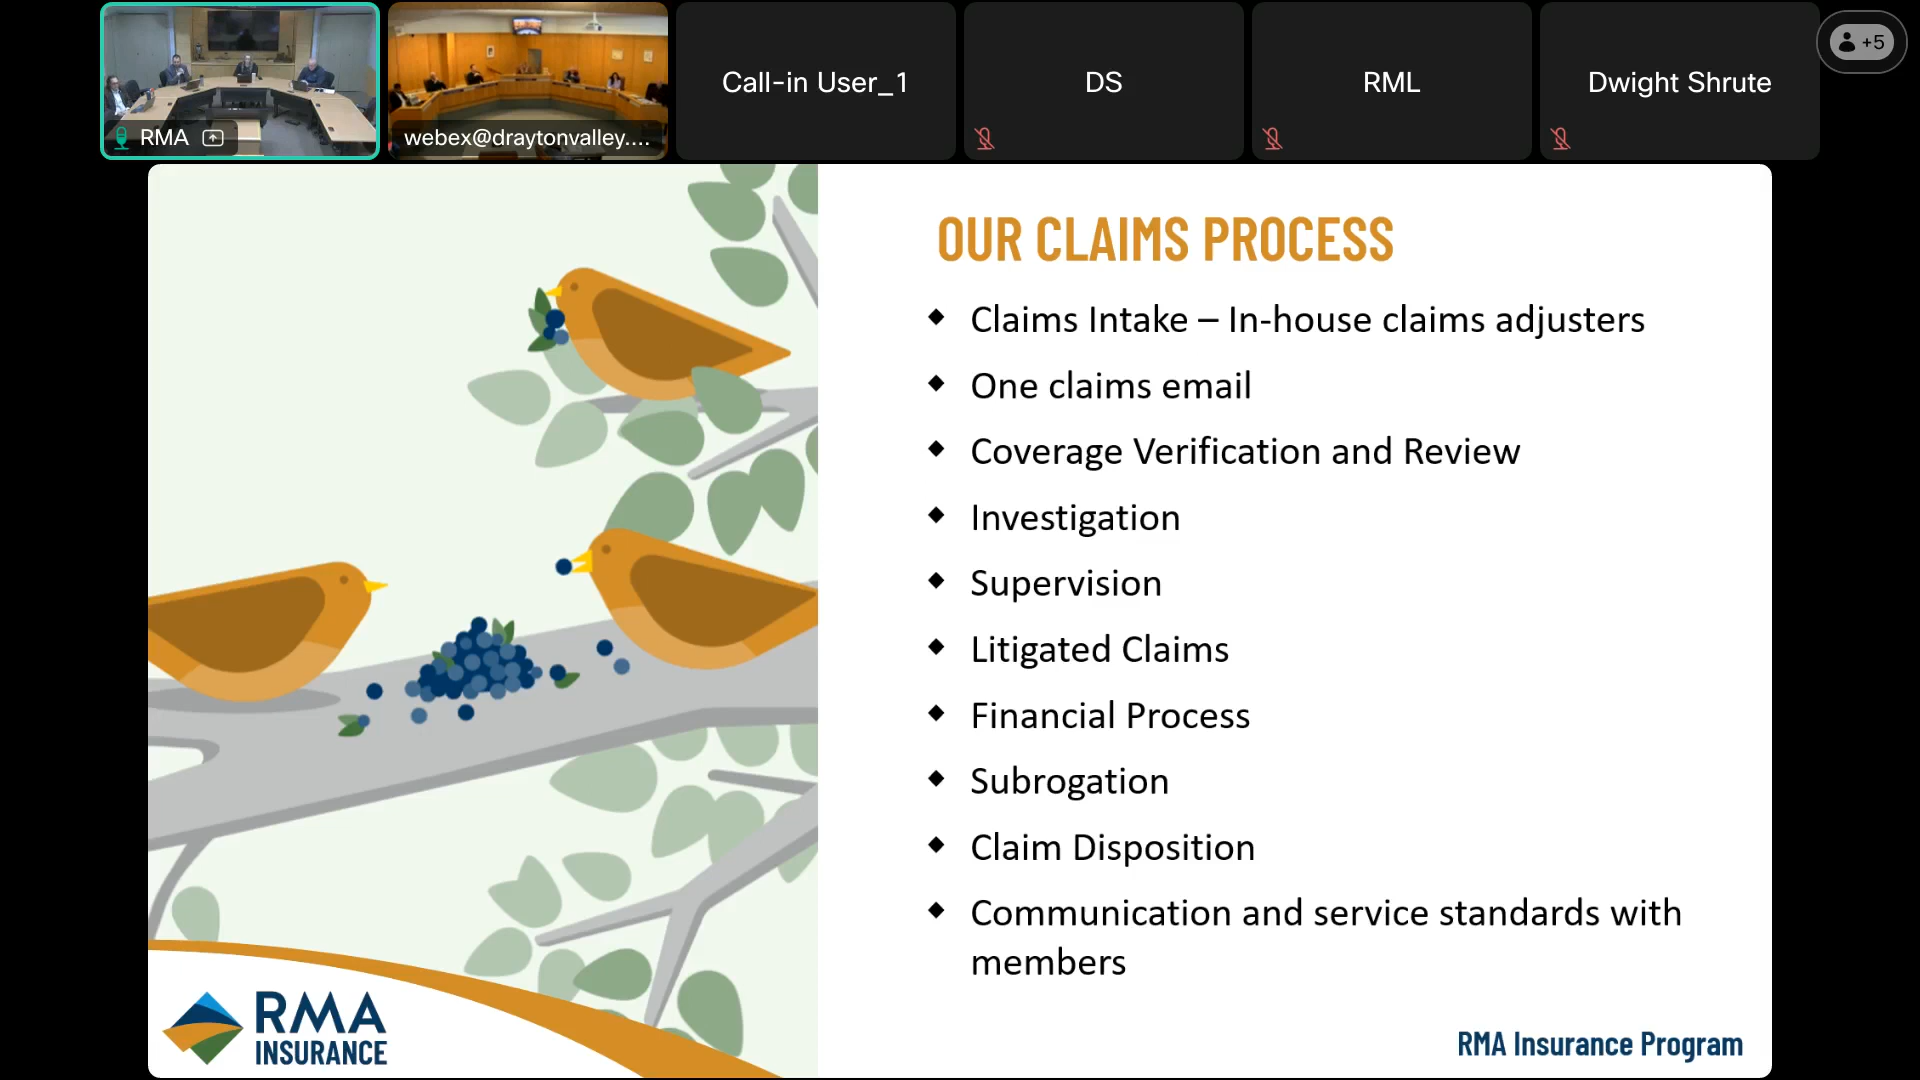 RMA
webex@draytonvalley....
Call-in User_1
DS
RML
Dwight Shrute
+5
OUR CLAIMS PROCESS
Claims Intake – In-house claims adjusters
One claims email
Coverage Verification and Review
Investigation
Supervision
Litigated Claims
Financial Process
Subrogation
Claim Disposition
Communication and service standards with
members
RMA
INSURANCE
RMA Insurance Program